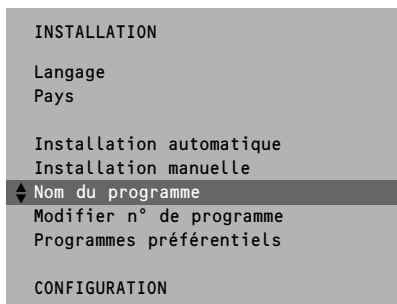 INSTALLATION
Langage
Pays
Installation automatique
Installation manuelle
Nom du programme
Modifier n° de programme
Programmes préférentiels
CONFIGURATION